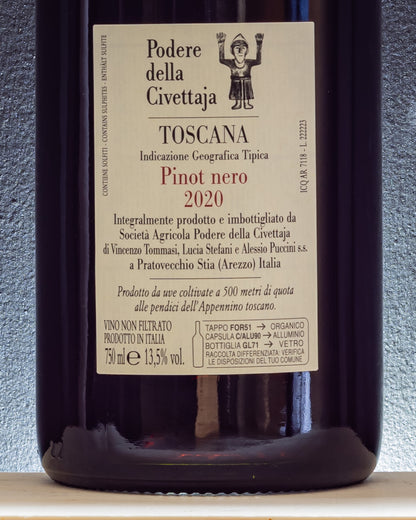 Podere
della
Civettaja
TOSCANA
Indicazione Geografica Tipica
Pinot nero
2020
Integralmente prodotto e imbottigliato da
Società Agricola Podere della Civettaja
di Vincenzo Tommasi, Lucia Stefani e Alessio Puccini s.s.
a Pratovecchio Stia (Arezzo) Italia
Prodotto da uve coltivate a 500 metri di quota
alle pendici dell'Appennino toscano.
VINO NON FILTRATO
PRODOTTO IN ITALIA
750 ml e 13,5% vol.
TAPPO FOR51 → ORGANICO
CAPSULA C/ALU90 → ALLUMINIO
BOTTIGLIA GL71 → VETRO
RACCOLTA DIFFERENZIATA: VERIFICA
LE DISPOSIZIONI DEL TUO COMUNE
CONTIENE SOLFITI - CONTAINS SULPHITES - ENTHÄLT SULFITE
ICQ AR 7118 - L. 222223